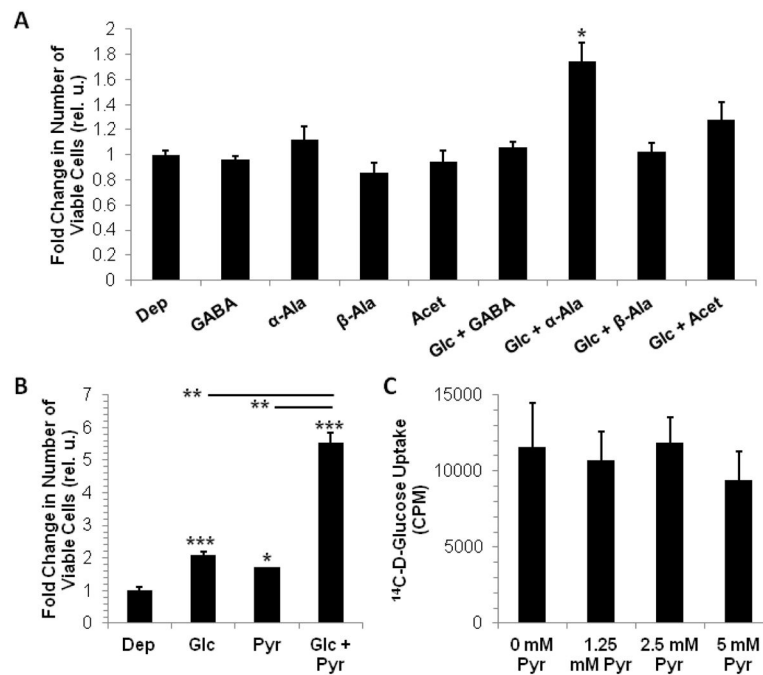 A
Fold Change in Number of
Viable Cells (rel. u.)
2
1.8
1.6
1.4
1.2
1
0.8
0.6
0.4
0.2
0
*
Dep
GABA
α-Ala
β-Ala
Acet
Glc + GABA
Glc + α-Ala
Glc + β-Ala
Glc + Acet
B
Fold Change in Number of
Viable Cells (rel. u.)
7
6
5
4
3
2
1
0
**
**
***
***
*
Dep
Glc
Pyr
Glc +
Pyr
C
¹⁴C-D-Glucose Uptake
(CPM)
15000
10000
5000
0
0 mM
Pyr
1.25
mM Pyr
2.5 mM
Pyr
5 mM
Pyr